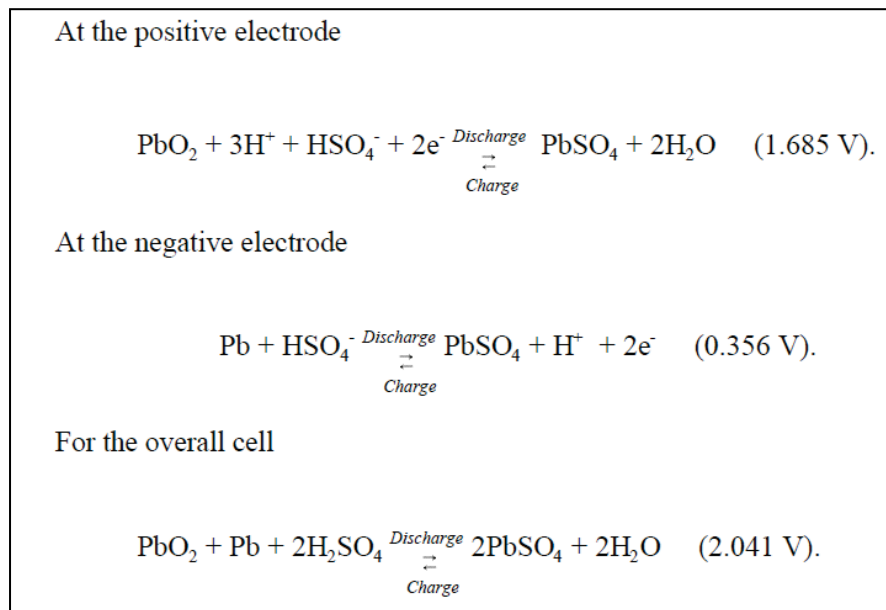 At the positive electrode
PbO₂ + 3H⁺ + HSO₄⁻ + 2e⁻ Discharge ⇄ Charge PbSO₄ + 2H₂O (1.685 V).
At the negative electrode
Pb + HSO₄⁻ Discharge ⇄ Charge PbSO₄ + H⁺ + 2e⁻ (0.356 V).
For the overall cell
PbO₂ + Pb + 2H₂SO₄ Discharge ⇄ Charge 2PbSO₄ + 2H₂O (2.041 V).